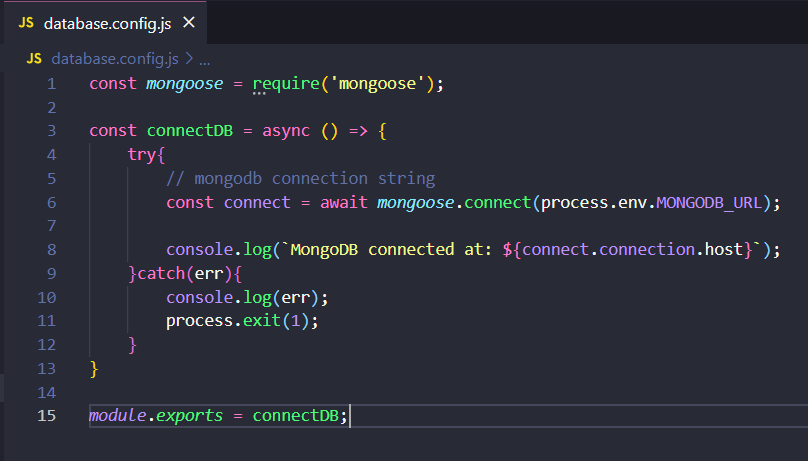 JS database.config.js ×
JS database.config.js > ...
1 const mongoose = require('mongoose');
2
3 const connectDB = async () => {
4     try{
5         // mongodb connection string
6         const connect = await mongoose.connect(process.env.MONGODB_URL);
7
8         console.log(`MongoDB connected at: ${connect.connection.host}`);
9     }catch(err){
10         console.log(err);
11         process.exit(1);
12     }
13 }
14
15 module.exports = connectDB;